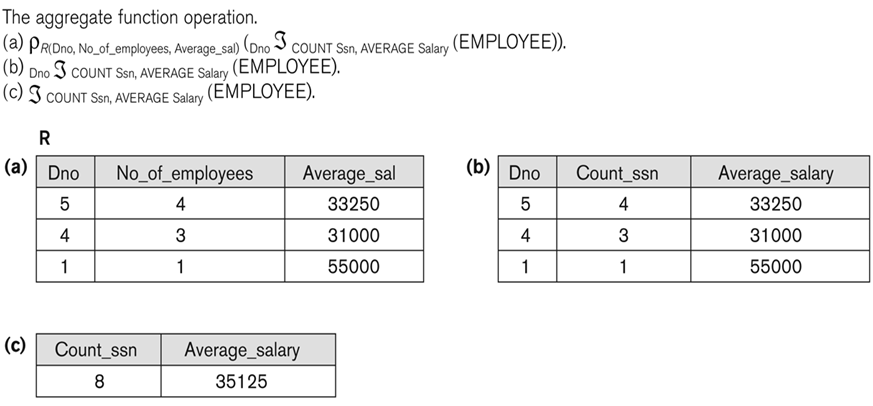 The aggregate function operation.
(a) ρ R(Dno, No_of_employees, Average_sal) (Dno ℑ COUNT Ssn, AVERAGE Salary (EMPLOYEE)).
(b) Dno ℑ COUNT Ssn, AVERAGE Salary (EMPLOYEE).
(c) ℑ COUNT Ssn, AVERAGE Salary (EMPLOYEE).
R
(a)
Dno No_of_employees Average_sal
5 4 33250
4 3 31000
1 1 55000
(b)
Dno Count_ssn Average_salary
5 4 33250
4 3 31000
1 1 55000
(c)
Count_ssn Average_salary
8 35125